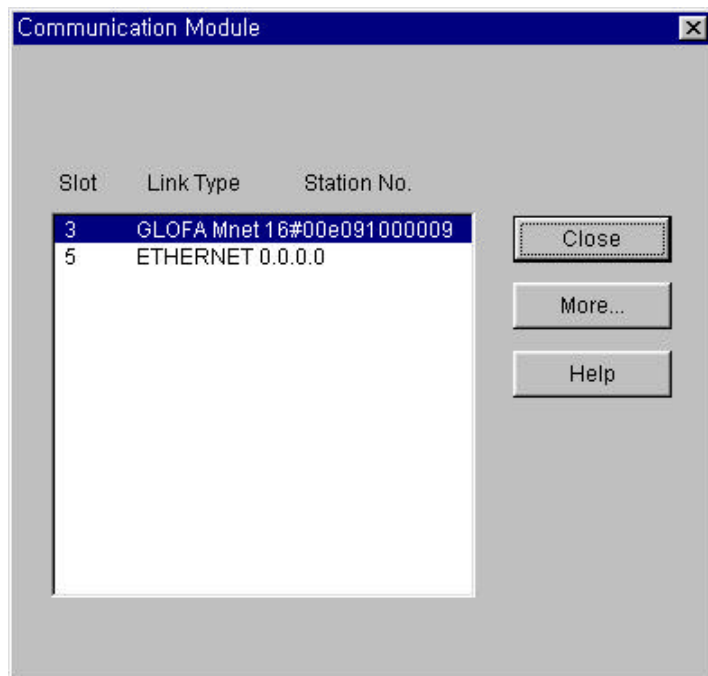 Communication Module
Slot Link Type Station No.
3 GLOFA Mnet 16#00e091000009
5 ETHERNET 0.0.0.0
Close
More...
Help